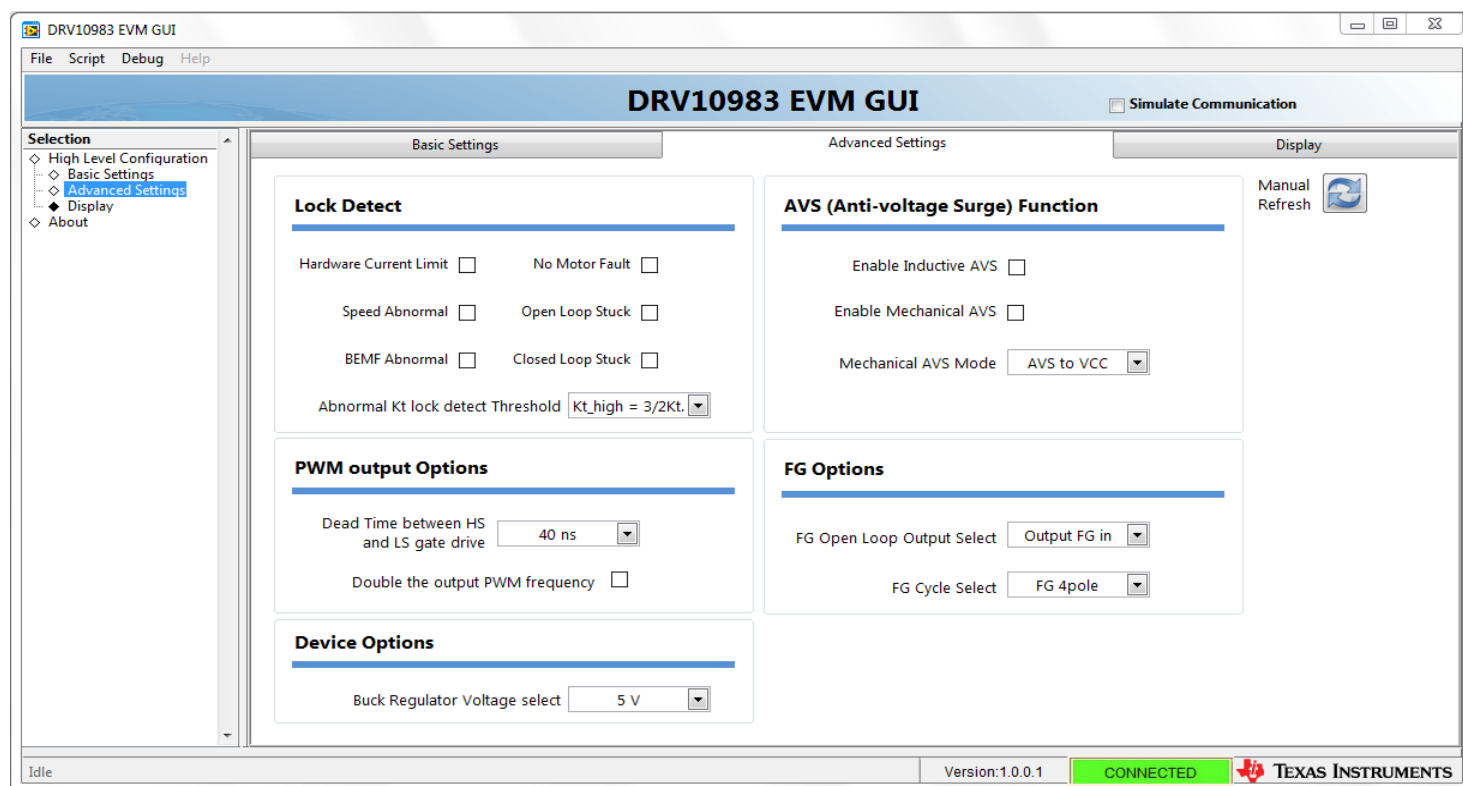 DRV10983 EVM GUI
File Script Debug Help
DRV10983 EVM GUI
Simulate Communication
Selection
High Level Configuration
Basic Settings
Advanced Settings
Display
About
Basic Settings
Advanced Settings
Display
Manual
Refresh
Lock Detect
Hardware Current Limit
No Motor Fault
Speed Abnormal
Open Loop Stuck
BEMF Abnormal
Closed Loop Stuck
Abnormal Kt lock detect Threshold
Kt_high = 3/2Kt.
AVS (Anti-voltage Surge) Function
Enable Inductive AVS
Enable Mechanical AVS
Mechanical AVS Mode
AVS to VCC
PWM output Options
Dead Time between HS
and LS gate drive
40 ns
Double the output PWM frequency
FG Options
FG Open Loop Output Select
Output FG in
FG Cycle Select
FG 4pole
Device Options
Buck Regulator Voltage select
5 V
Idle
Version:1.0.0.1
CONNECTED
TEXAS INSTRUMENTS